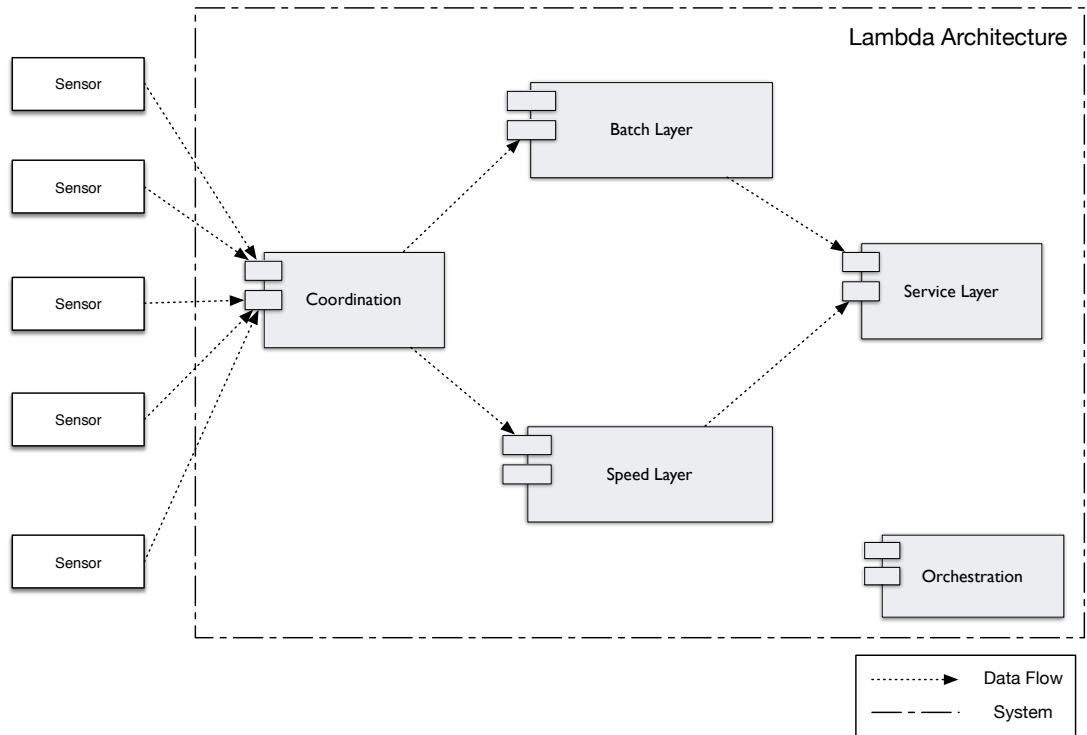 Lambda Architecture
Sensor
Sensor
Sensor
Sensor
Sensor
Batch Layer
Coordination
Service Layer
Speed Layer
Orchestration
Data Flow
System